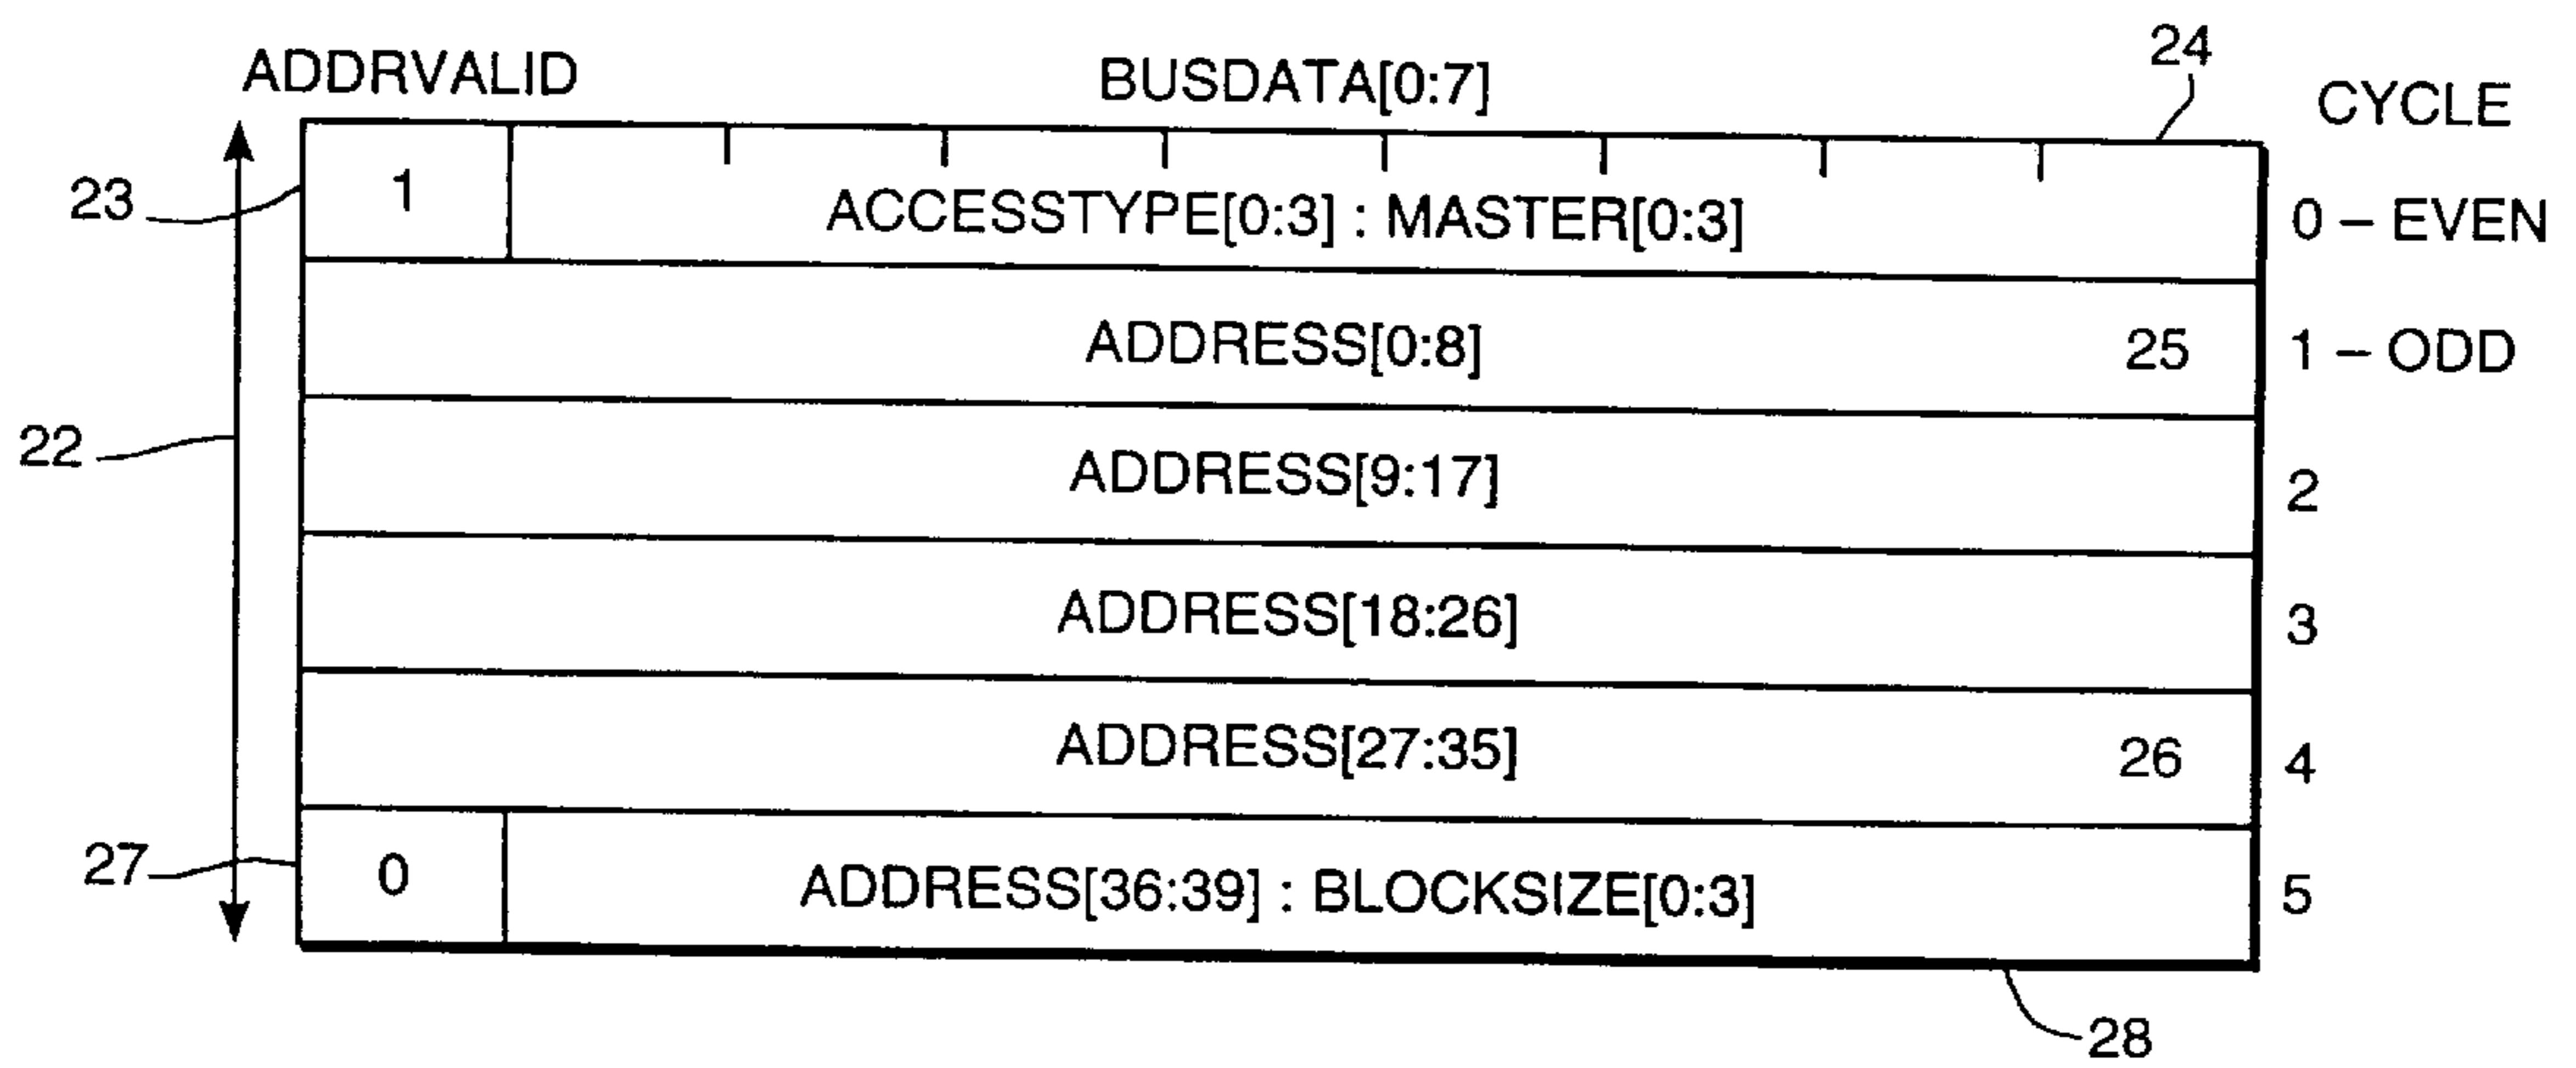 ADDRVALID BUSDATA[0:7] 24 CYCLE
23 1 ACCESSTYPE[0:3] : MASTER[0:3] 0 – EVEN
ADDRESS[0:8] 25 1 – ODD
22 ADDRESS[9:17] 2
ADDRESS[18:26] 3
ADDRESS[27:35] 26 4
27 0 ADDRESS[36:39] : BLOCKSIZE[0:3] 5
28